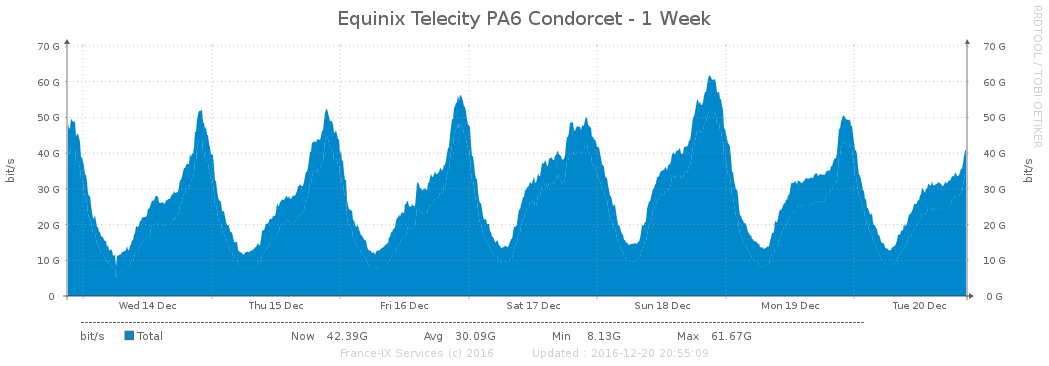 Equinix Telecity PA6 Condorcet - 1 Week
RRDTOOL / TOBI OETIKER
70 G 70 G
60 G 60 G
50 G 50 G
40 G 40 G
30 G 30 G
20 G 20 G
10 G 10 G
0 0 G
bit/s bit/s
Wed 14 Dec Thu 15 Dec Fri 16 Dec Sat 17 Dec Sun 18 Dec Mon 19 Dec Tue 20 Dec
bit/s Total Now 42.39G Avg 30.09G Min 8.13G Max 61.67G
France-IX Services (c) 2016 Updated : 2016-12-20 20:55:09